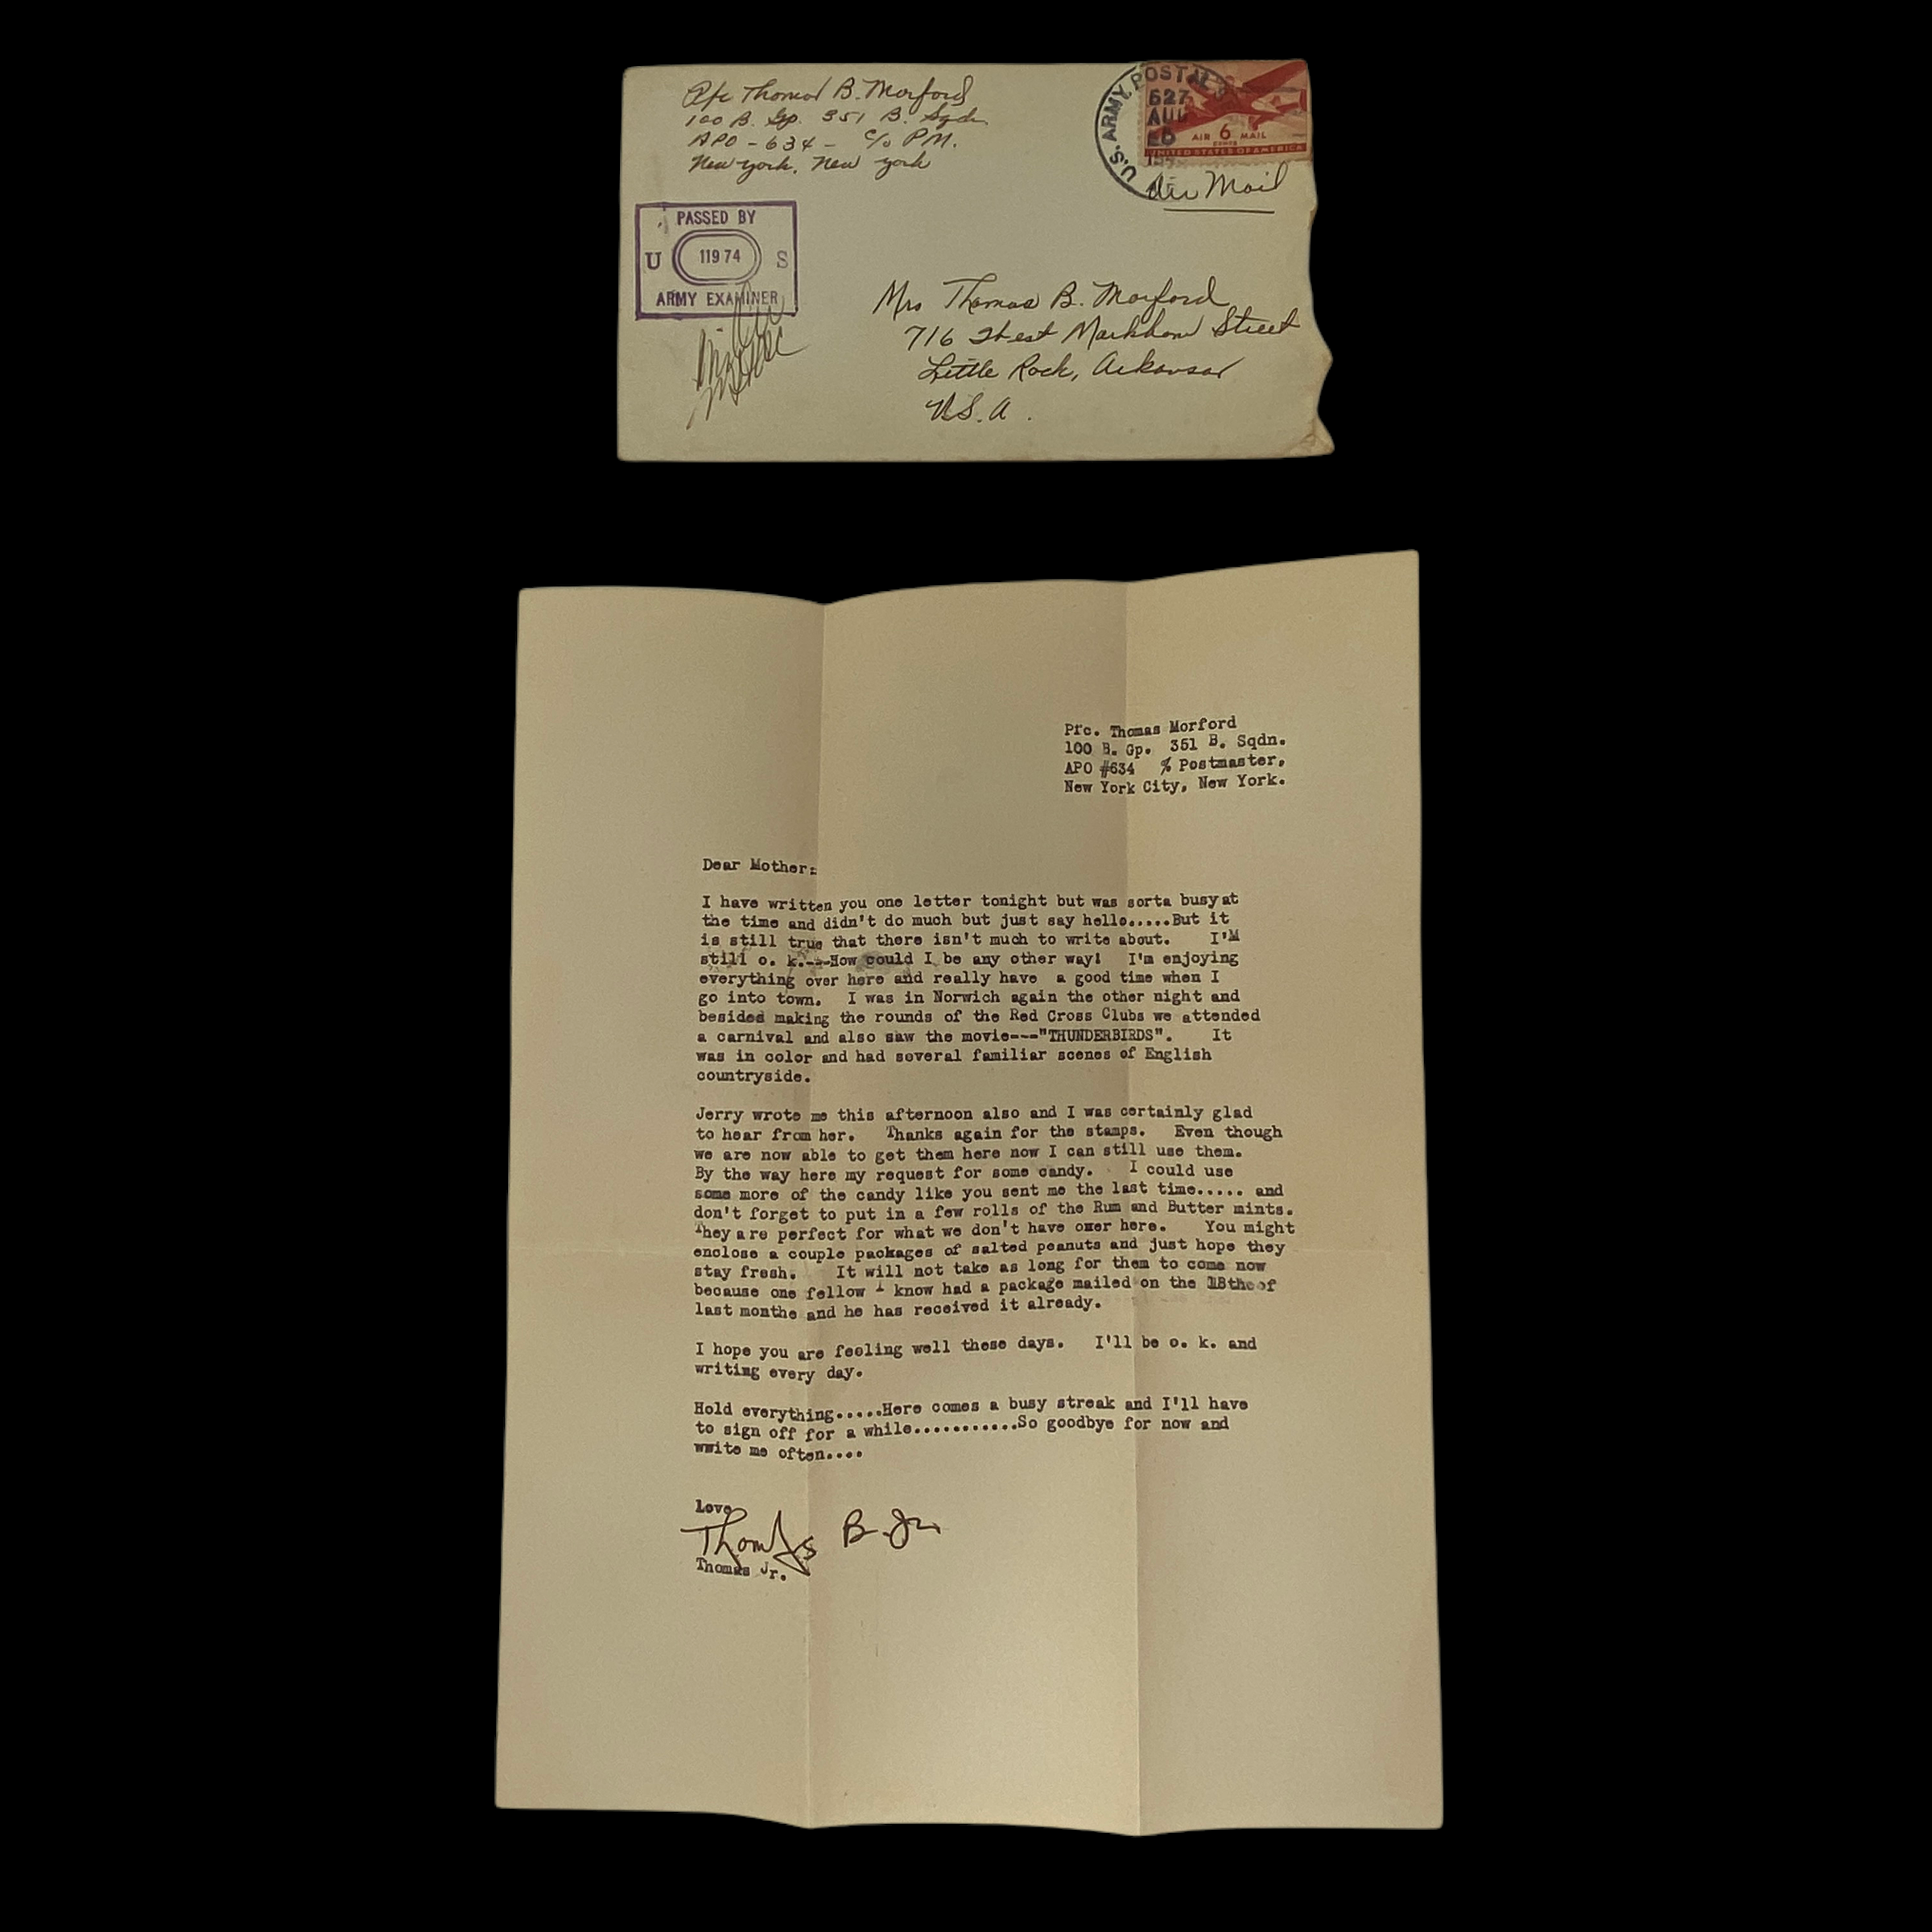 Pfc Thomas B. Morford
100 B. Gp. 351 B. Sqdn.
APO - 634 - c/o P.M.
New York, New York
U.S. ARMY POSTAL S
627
AUG
AIR 6 MAIL
CENTS
UNITED STATES OF AMERICA
Air Mail
PASSED BY
U 11974 S
ARMY EXAMINER
Mrs Thomas B. Morford
716 West Markham Street
Little Rock, Arkansas
U.S.A.
Pfc. Thomas Morford
100 B. Gp. 351 B. Sqdn.
APO #634 % Postmaster,
New York City, New York.
Dear Mother:
I have written you one letter tonight but was sorta busy at
the time and didn't do much but just say hello.....But it
is still true that there isn't much to write about. I'M
still o. k.---How could I be any other way! I'm enjoying
everything over here and really have a good time when I
go into town. I was in Norwich again the other night and
besides making the rounds of the Red Cross Clubs we attended
a carnival and also saw the movie---"THUNDERBIRDS". It
was in color and had several familiar scenes of English
countryside.
Jerry wrote me this afternoon also and I was certainly glad
to hear from her. Thanks again for the stamps. Even though
we are now able to get them here now I can still use them.
By the way here my request for some candy. I could use
some more of the candy like you sent me the last time..... and
don't forget to put in a few rolls of the Rum and Butter mints.
They are perfect for what we don't have oxer here. You might
enclose a couple packages of salted peanuts and just hope they
stay fresh. It will not take as long for them to come now
because one fellow I know had a package mailed on the 18the of
last monthe and he has received it already.
I hope you are feeling well these days. I'll be o. k. and
writing every day.
Hold everything.....Here comes a busy streak and I'll have
to sign off for a while...........So goodbye for now and
wwite me often....
Love
Thomas B. Jr.
Thomas Jr.